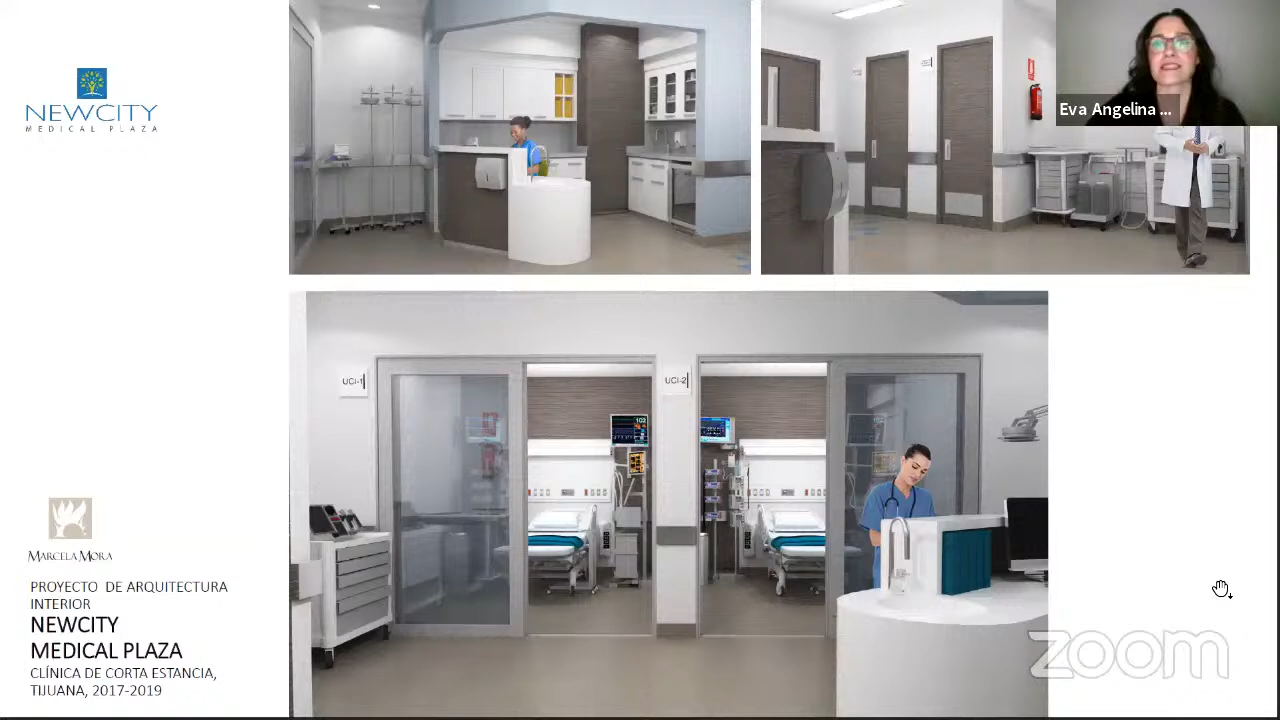 NEWCITY
MEDICAL PLAZA
Eva Angelina ...
UCI-1
UCI-2
102
MARCELA MORA
PROYECTO DE ARQUITECTURA
INTERIOR
NEWCITY
MEDICAL PLAZA
CLÍNICA DE CORTA ESTANCIA,
TIJUANA, 2017-2019
zoom